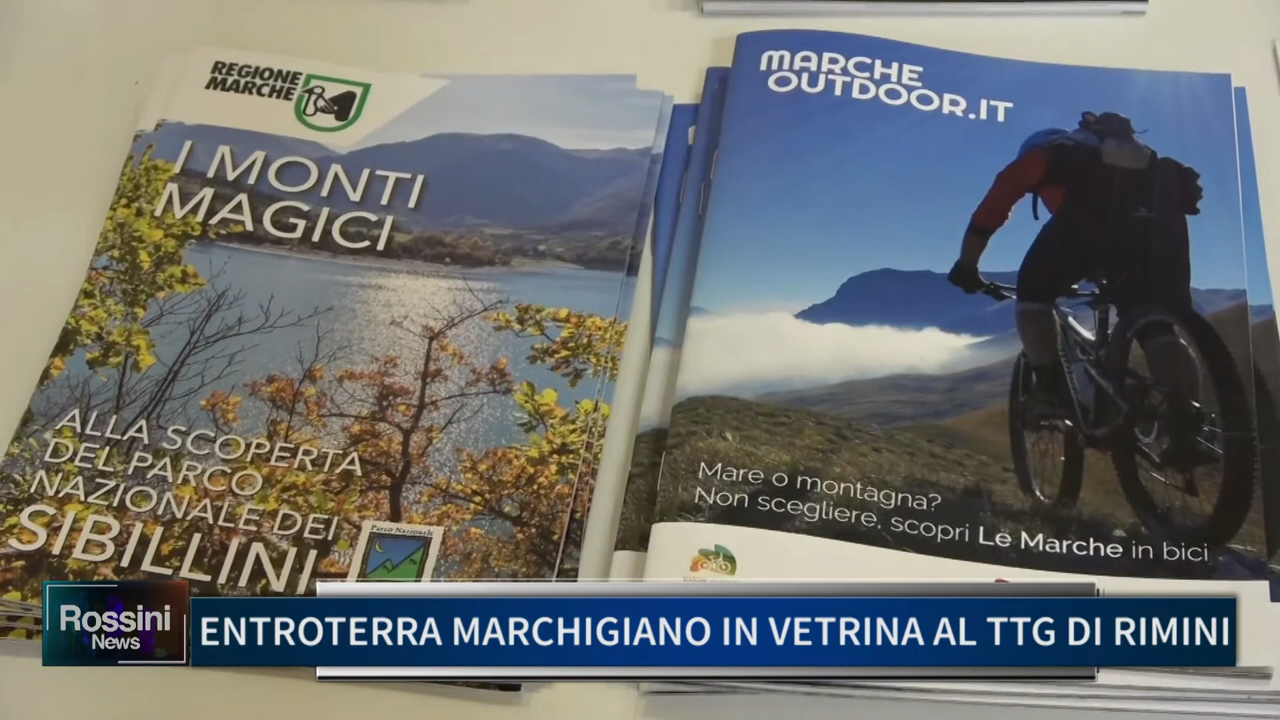 REGIONE
MARCHE
I MONTI
MAGICI
ALLA SCOPERTA
DEL PARCO
NAZIONALE DEI
SIBILLINI
Parco Nazionale
MARCHE
OUTDOOR.IT
Mare o montagna?
Non scegliere, scopri Le Marche in bici
Rossini
News
ENTROTERRA MARCHIGIANO IN VETRINA AL TTG DI RIMINI